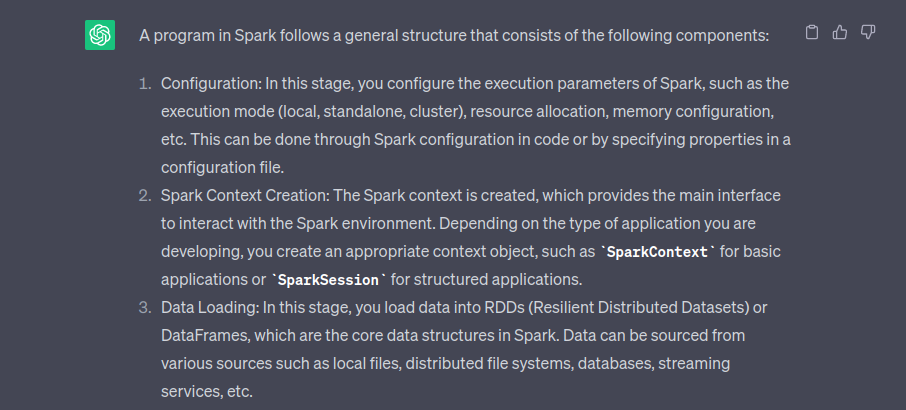 A program in Spark follows a general structure that consists of the following components:
1. Configuration: In this stage, you configure the execution parameters of Spark, such as the
execution mode (local, standalone, cluster), resource allocation, memory configuration,
etc. This can be done through Spark configuration in code or by specifying properties in a
configuration file.
2. Spark Context Creation: The Spark context is created, which provides the main interface
to interact with the Spark environment. Depending on the type of application you are
developing, you create an appropriate context object, such as `SparkContext` for basic
applications or `SparkSession` for structured applications.
3. Data Loading: In this stage, you load data into RDDs (Resilient Distributed Datasets) or
DataFrames, which are the core data structures in Spark. Data can be sourced from
various sources such as local files, distributed file systems, databases, streaming
services, etc.